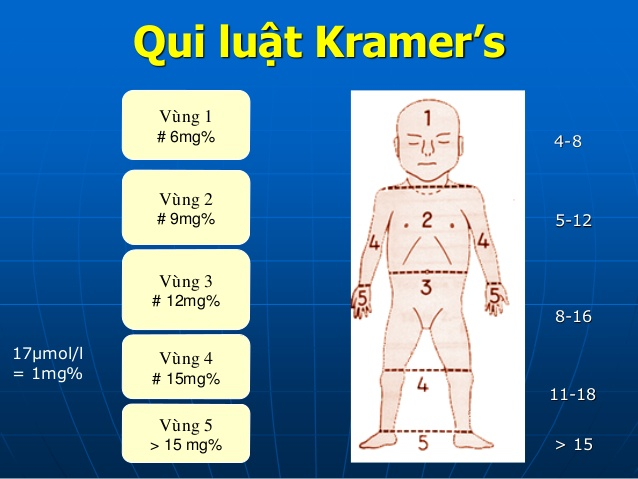 Qui luật Kramer’s
Vùng 1
# 6mg%
Vùng 2
# 9mg%
Vùng 3
# 12mg%
Vùng 4
# 15mg%
Vùng 5
> 15 mg%
17µmol/l
= 1mg%
1
2
4
4
3
5
5
4
5
4-8
5-12
8-16
11-18
> 15